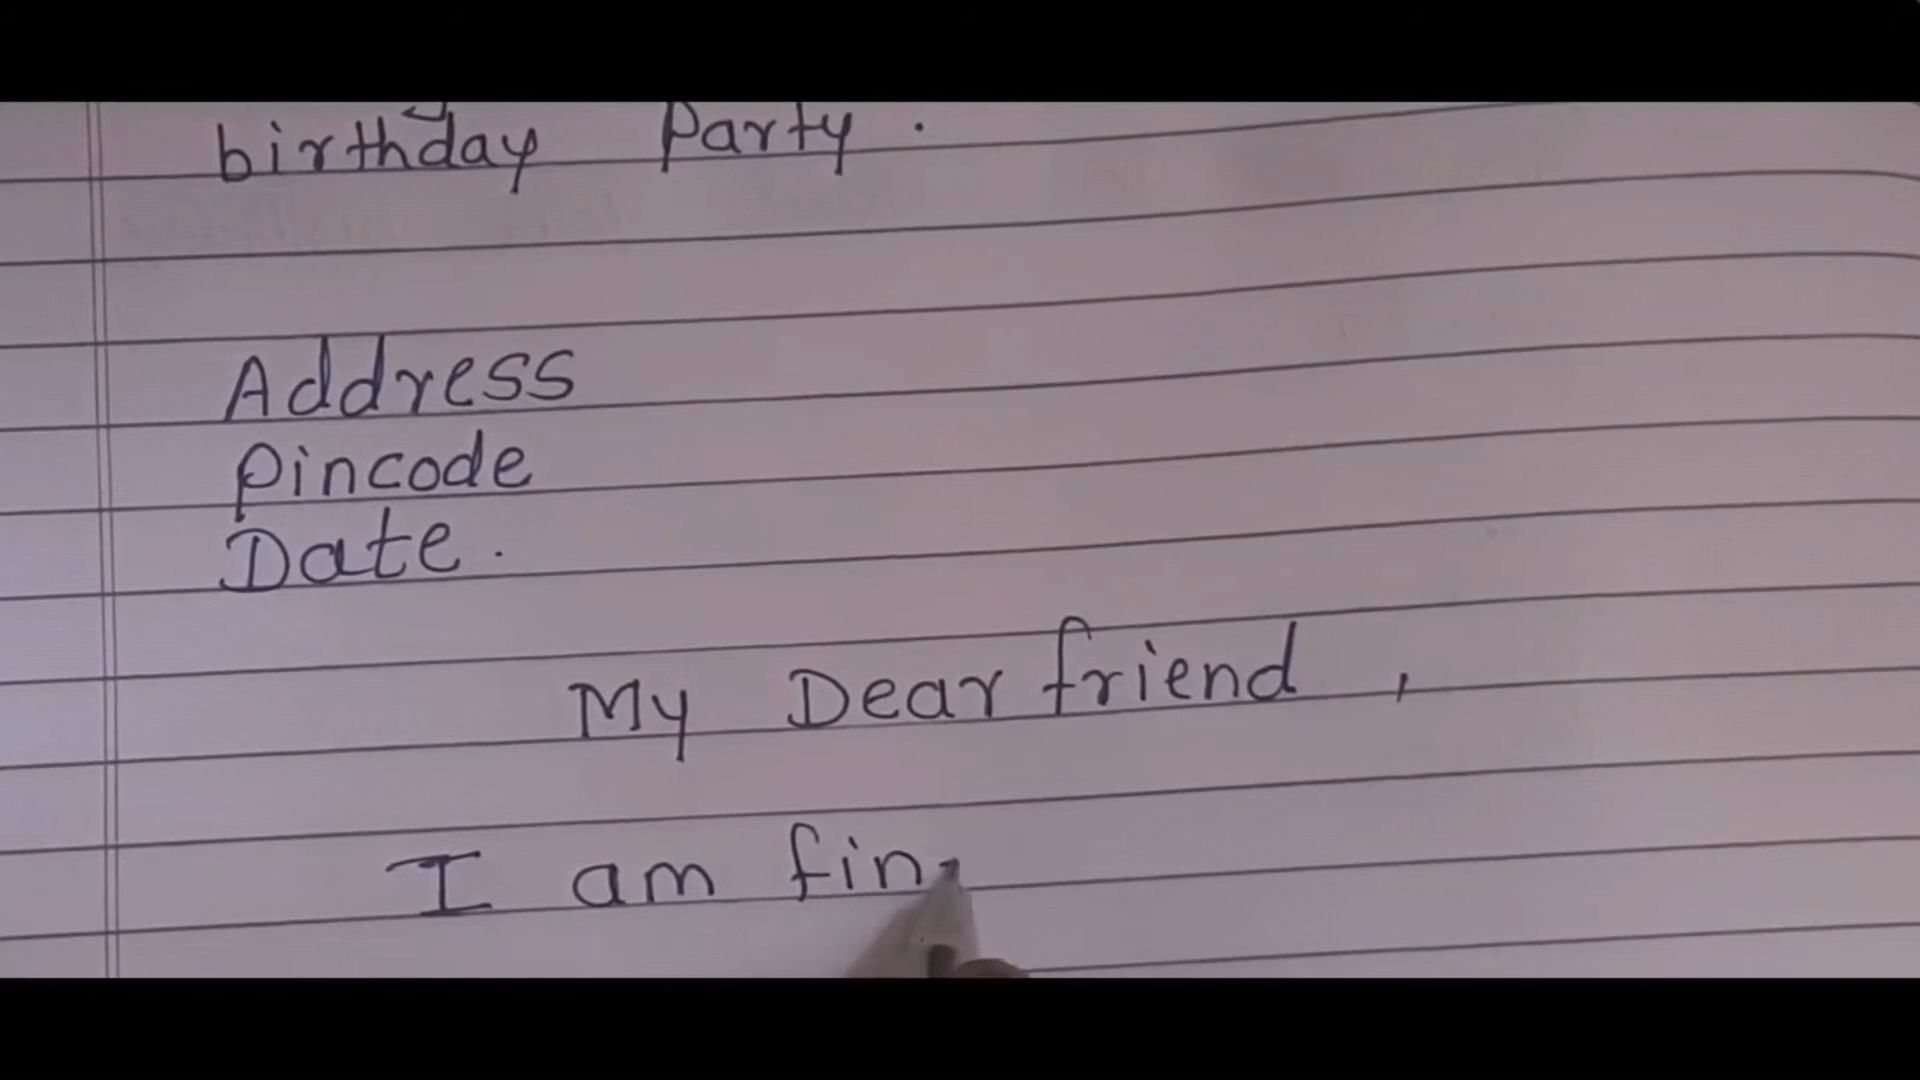 birthday Party.
Address
Pincode
Date.
My Dear friend,
I am fin